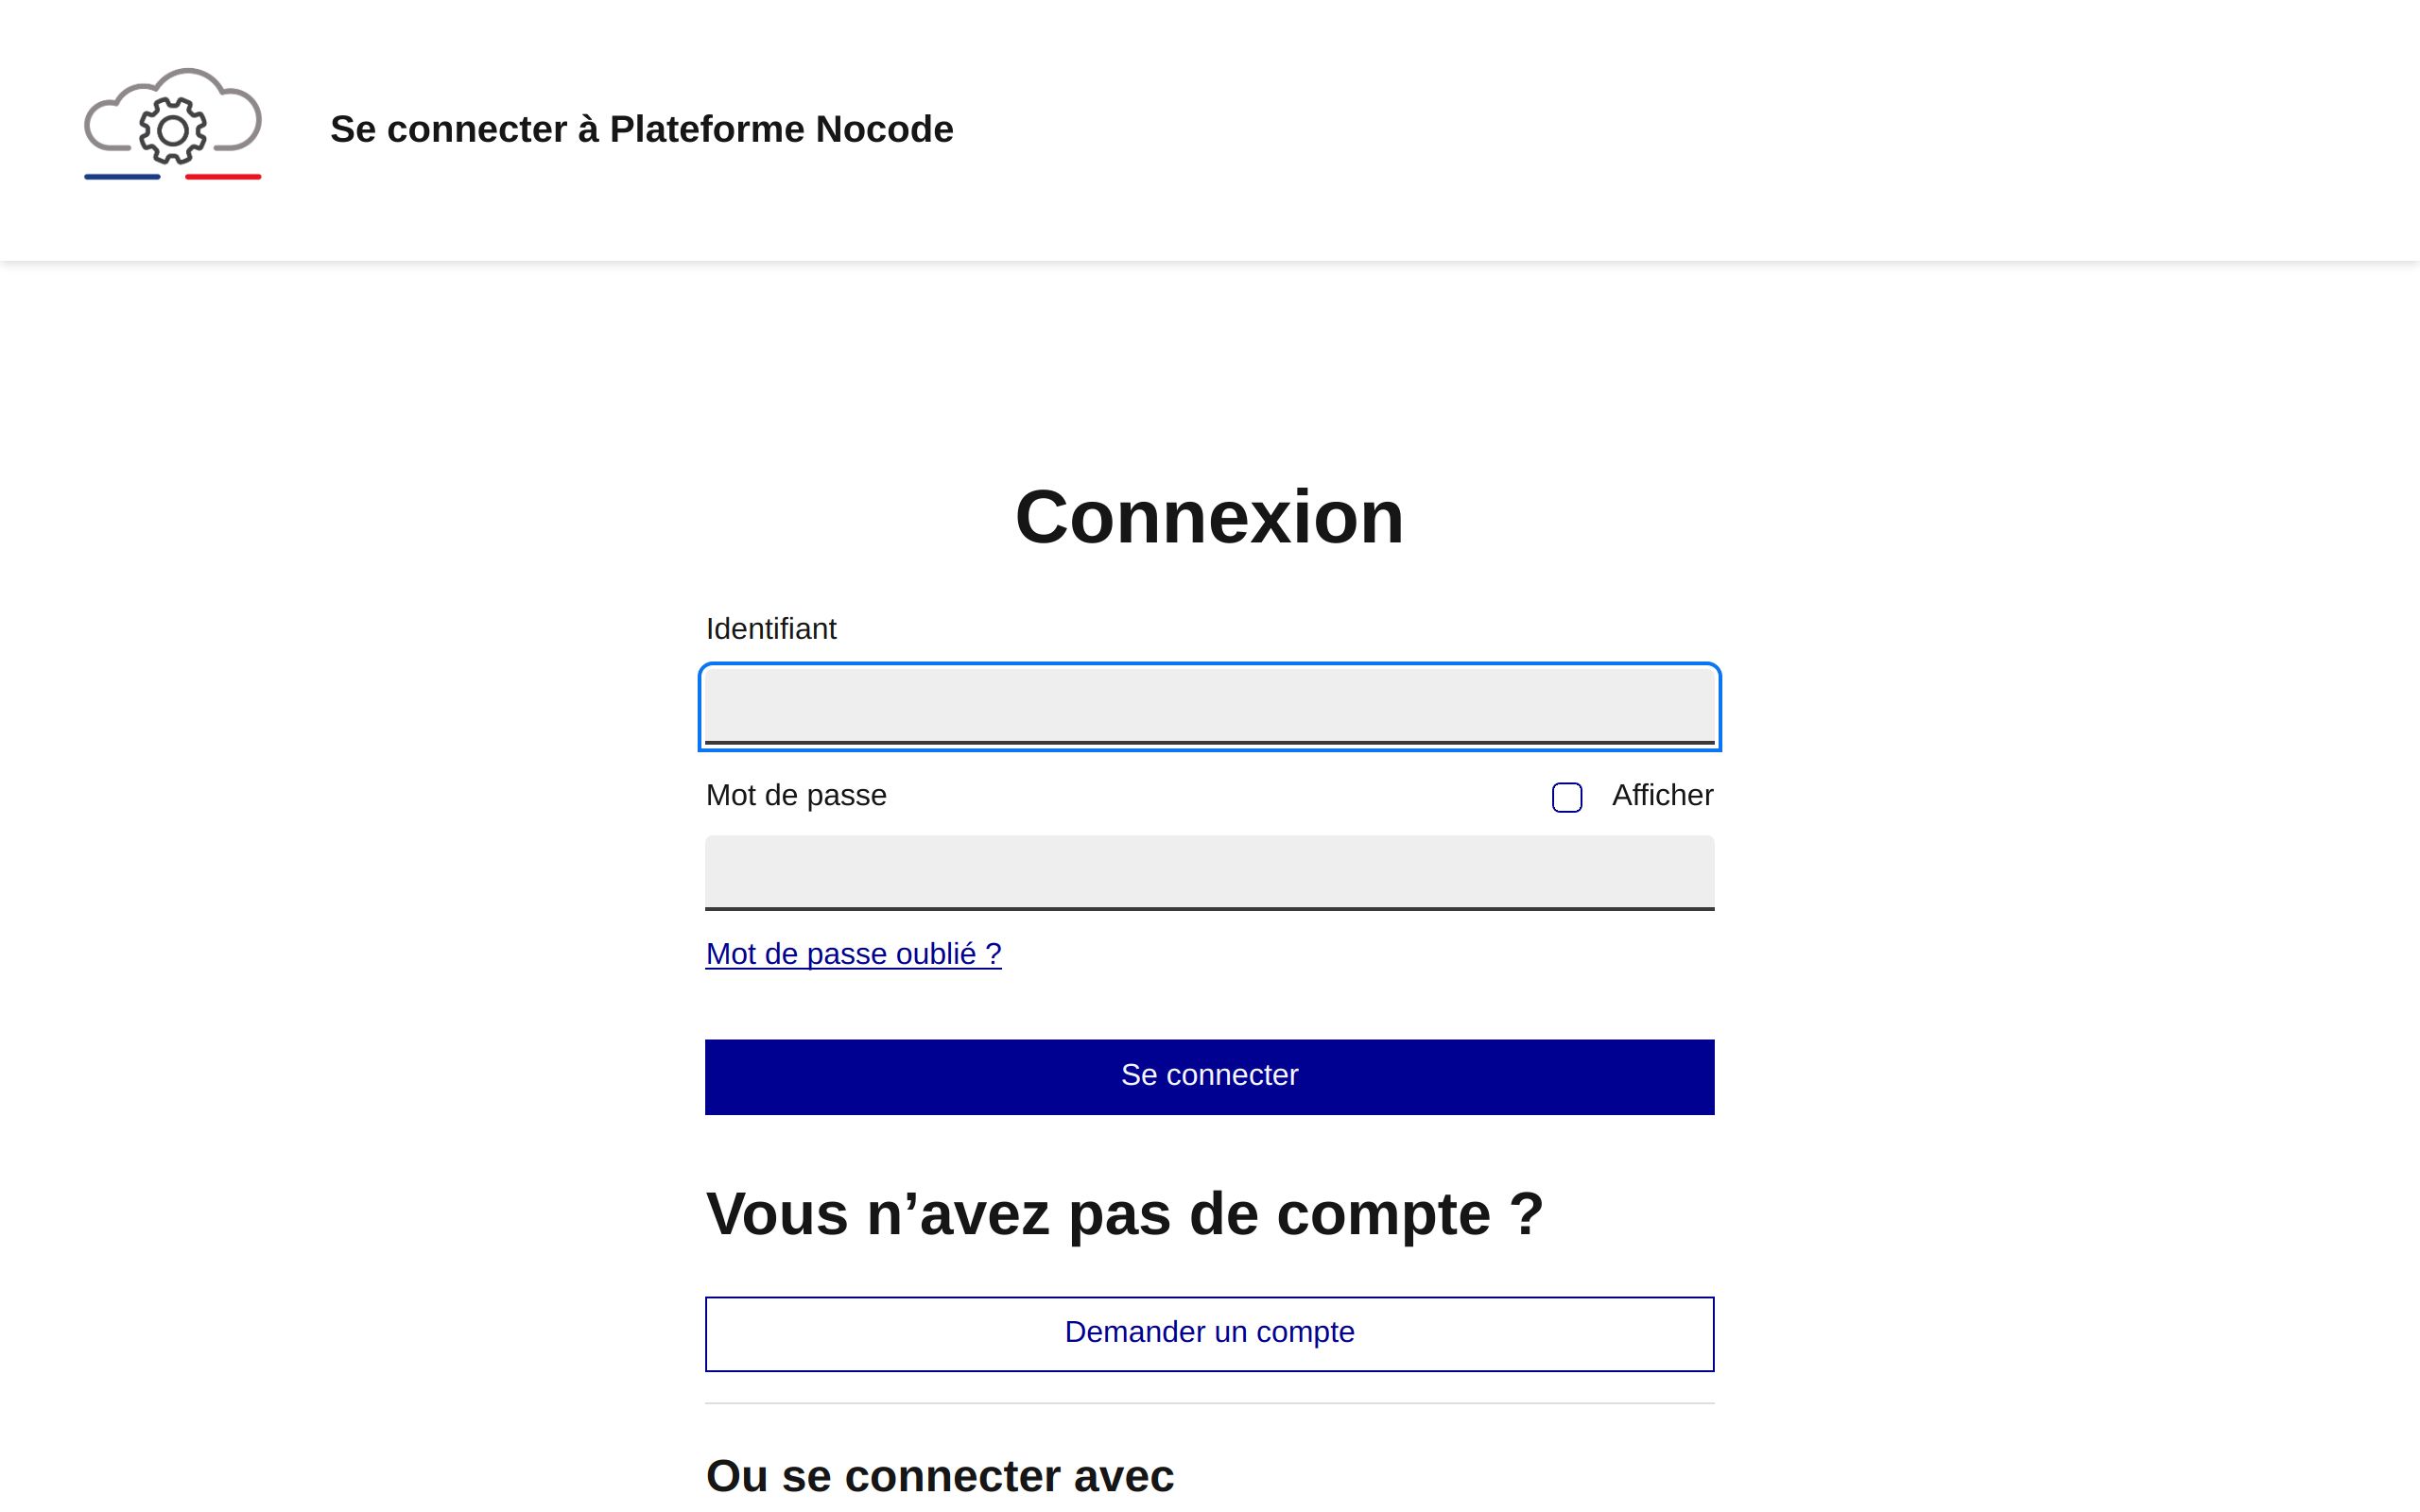 Se connecter à Plateforme Nocode
Connexion
Identifiant
Mot de passe
Afficher
Mot de passe oublié ?
Se connecter
Vous n’avez pas de compte ?
Demander un compte
Ou se connecter avec